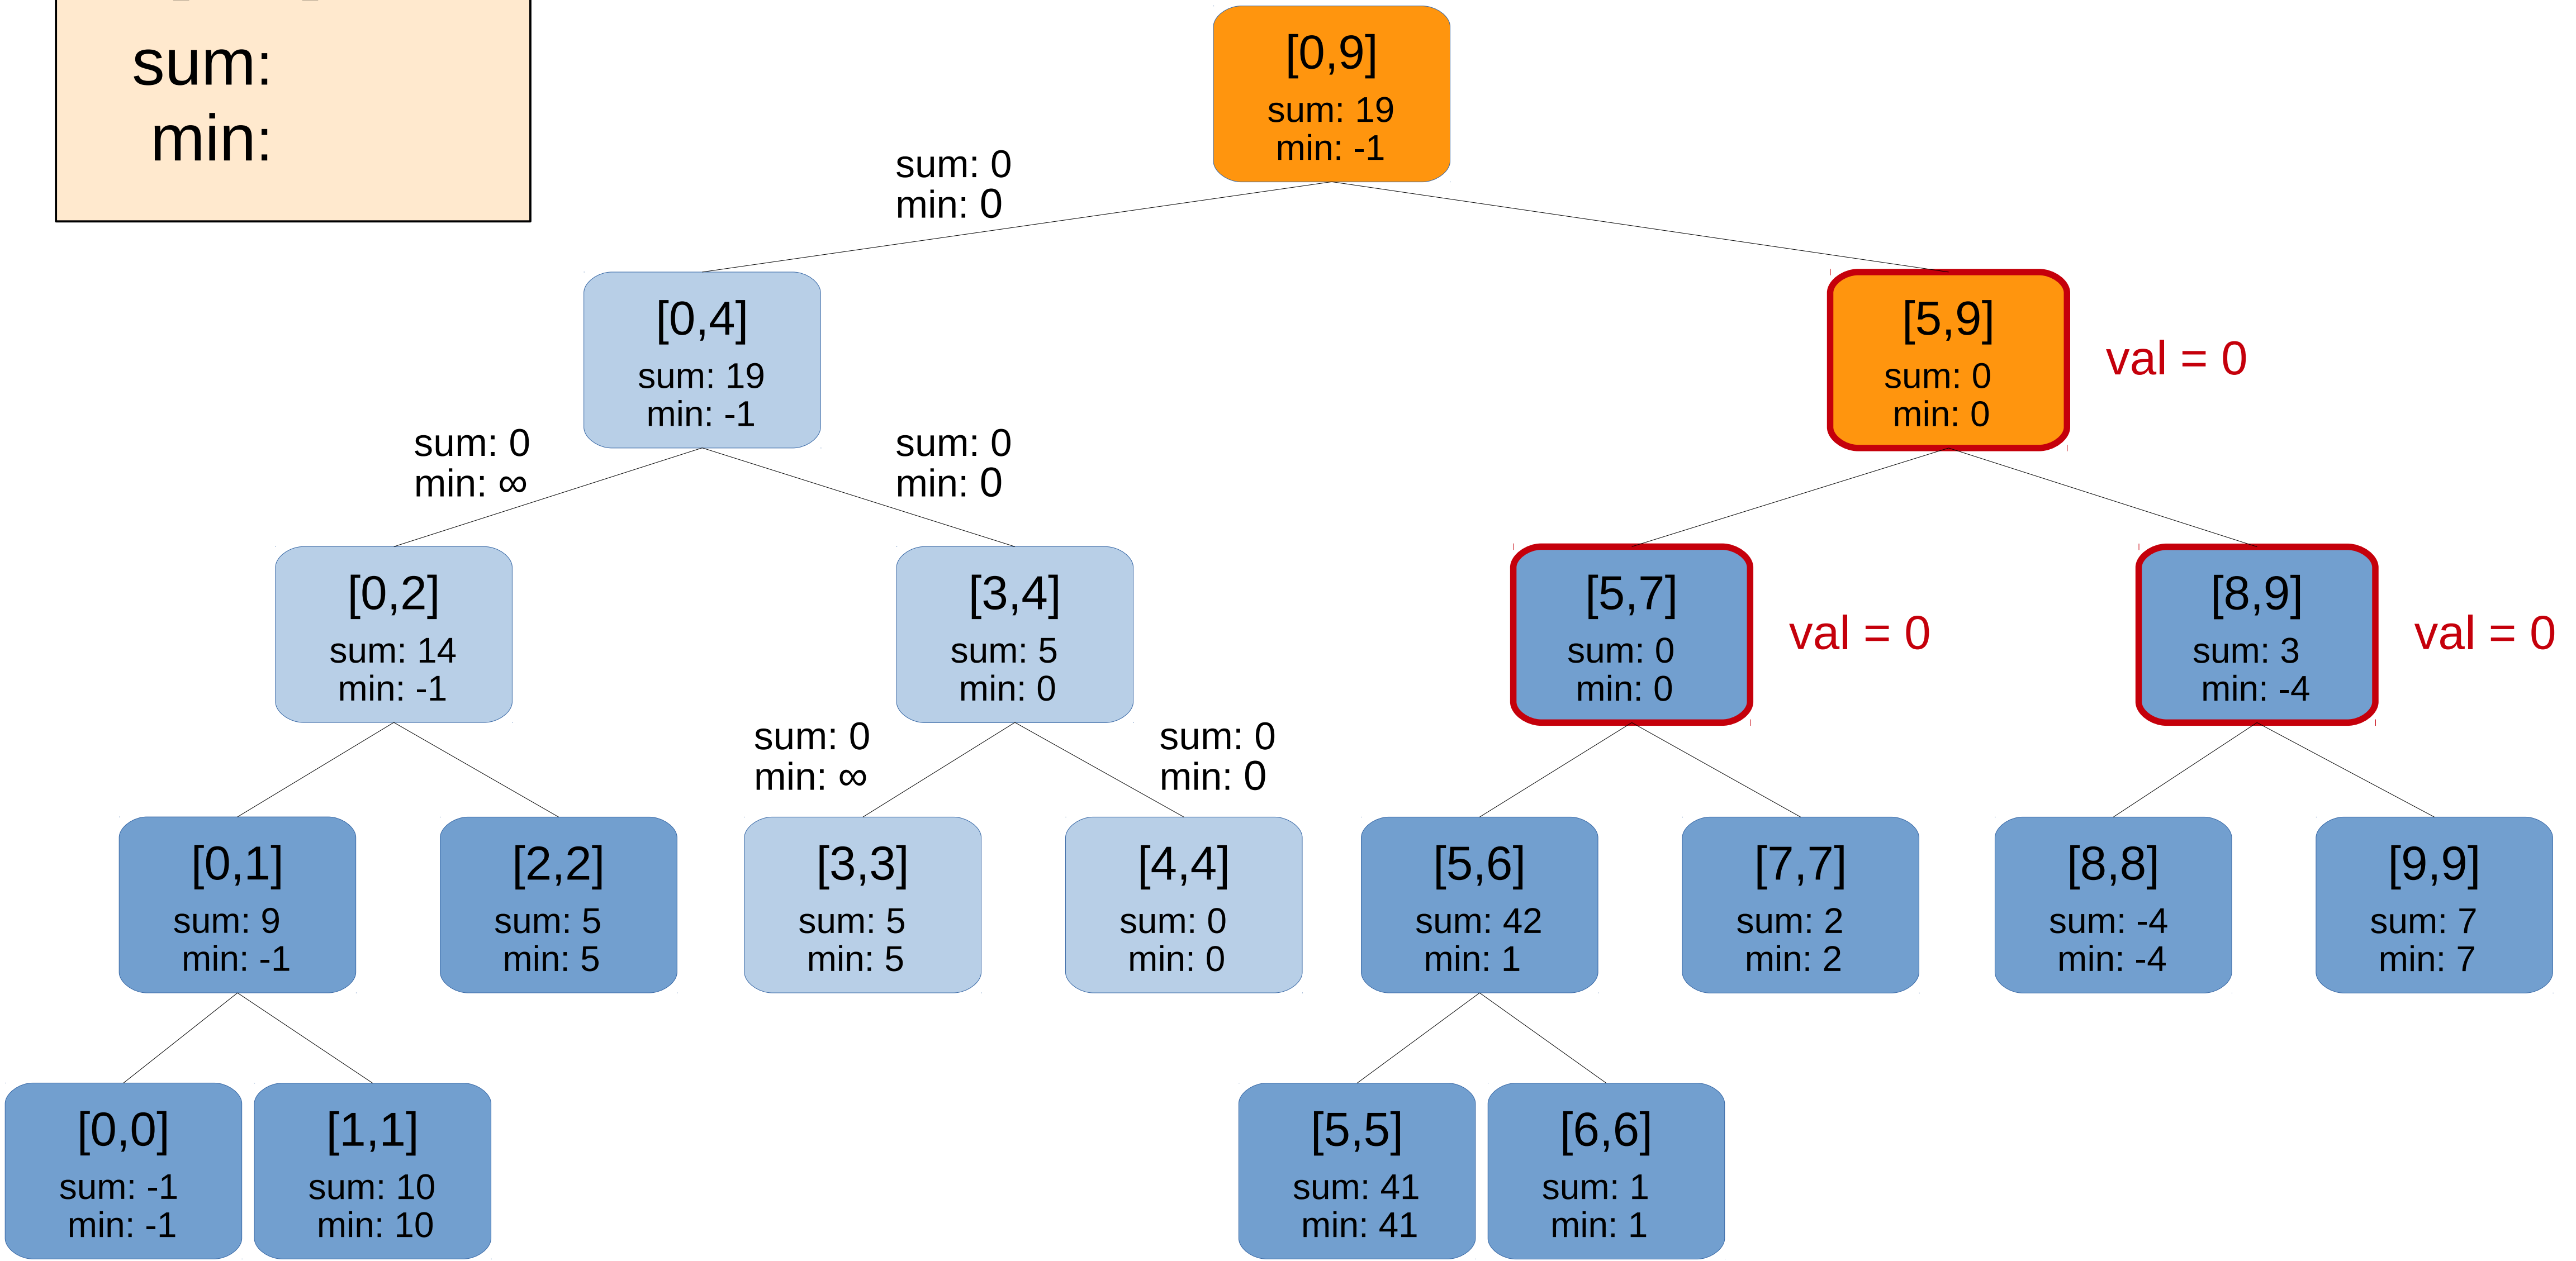 sum:
min:
[0,9]
sum: 19
min: -1
sum: 0
min: 0
[0,4]
sum: 19
min: -1
[5,9]
sum: 0
min: 0
val = 0
sum: 0
min: ∞
sum: 0
min: 0
[0,2]
sum: 14
min: -1
[3,4]
sum: 5
min: 0
[5,7]
sum: 0
min: 0
val = 0
[8,9]
sum: 3
min: -4
val = 0
sum: 0
min: ∞
sum: 0
min: 0
[0,1]
sum: 9
min: -1
[2,2]
sum: 5
min: 5
[3,3]
sum: 5
min: 5
[4,4]
sum: 0
min: 0
[5,6]
sum: 42
min: 1
[7,7]
sum: 2
min: 2
[8,8]
sum: -4
min: -4
[9,9]
sum: 7
min: 7
[0,0]
sum: -1
min: -1
[1,1]
sum: 10
min: 10
[5,5]
sum: 41
min: 41
[6,6]
sum: 1
min: 1